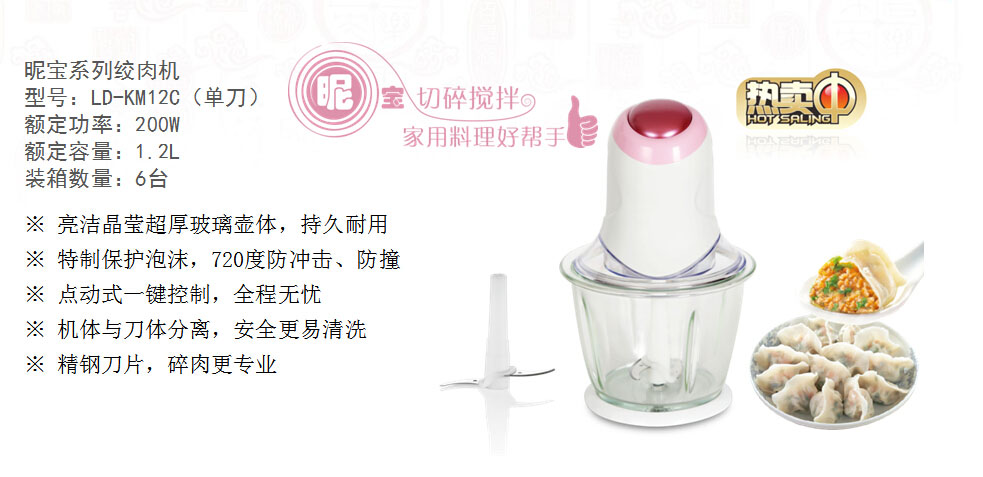 昵宝系列绞肉机
型号：LD-KM12C（单刀）
额定功率：200W
额定容量：1.2L
装箱数量：6台
昵宝 切碎搅拌
家用料理好帮手
热卖中
HOT SALING
※ 亮洁晶莹超厚玻璃壶体，持久耐用
※ 特制保护泡沫，720度防冲击、防撞
※ 点动式一键控制，全程无忧
※ 机体与刀体分离，安全更易清洗
※ 精钢刀片，碎肉更专业